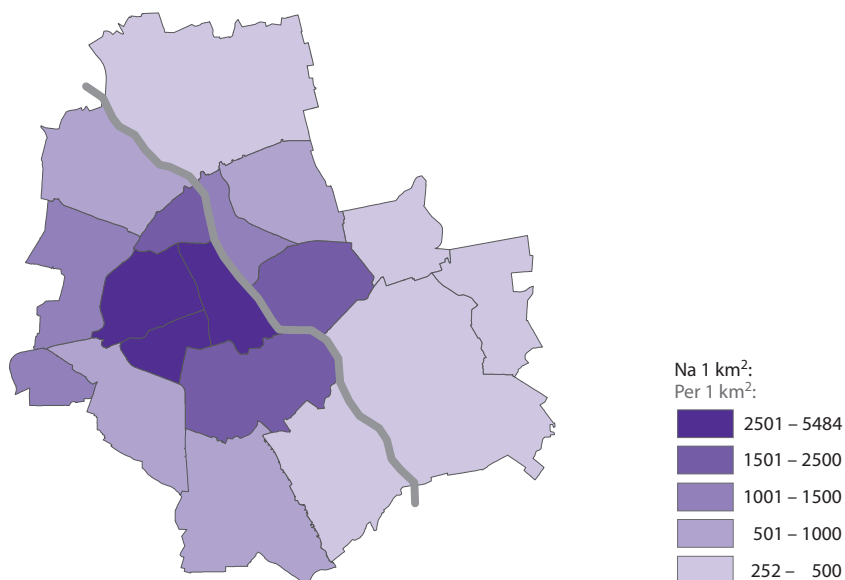 Na 1 km²:
Per 1 km²:
2501 – 5484
1501 – 2500
1001 – 1500
501 – 1000
252 – 500